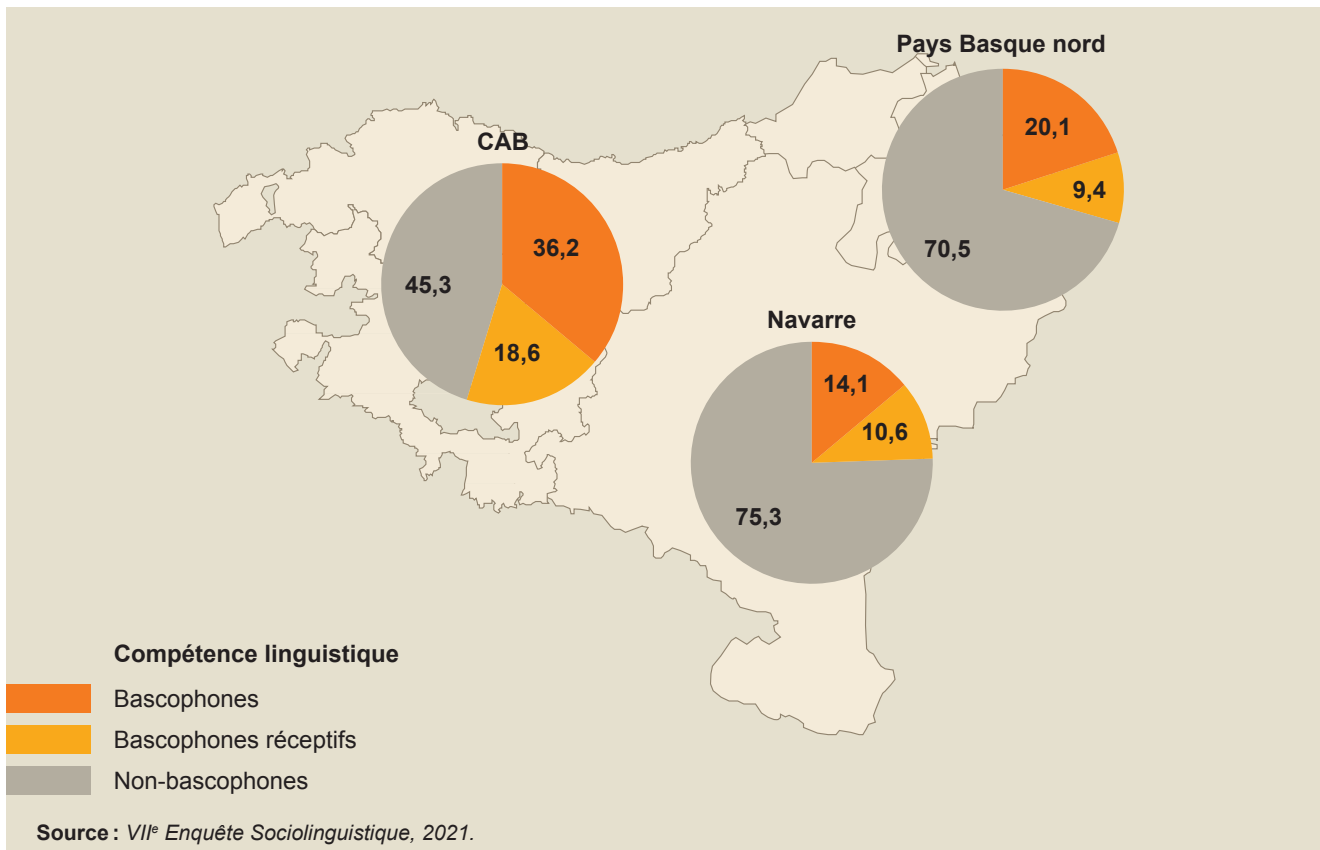 Pays Basque nord
20,1
9,4
70,5
CAB
36,2
18,6
45,3
Navarre
14,1
10,6
75,3
Compétence linguistique
Bascophones
Bascophones réceptifs
Non-bascophones
Source : VIIᵉ Enquête Sociolinguistique, 2021.